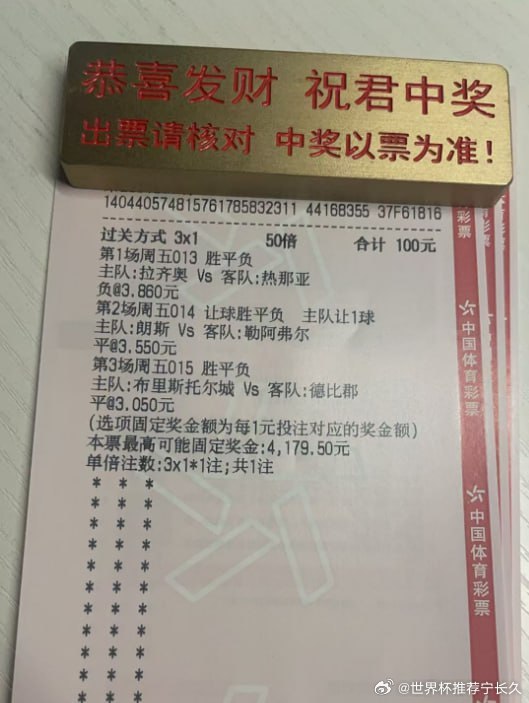 恭喜发财 祝君中奖
出票请核对 中奖以票为准!
140440574815761785832311 44168355 37F61816
过关方式 3x1 50倍 合计 100元
第1场周五013 胜平负
主队:拉齐奥 Vs 客队:热那亚
负@3.860元
第2场周五014 让球胜平负 主队让1球
主队:朗斯 Vs 客队:勒阿弗尔
平@3.550元
第3场周五015 胜平负
主队:布里斯托尔城 Vs 客队:德比郡
平@3.050元
(选项固定奖金额为每1元投注对应的奖金额)
本票最高可能固定奖金:4,179.50元
单倍注数:3x1*1注;共1注
* * *
* * *
* * *
* * *
* * *
* * *
* * *
* * *
* * *
* * *
彩票
中国体育彩票
中国体育彩票
@世界杯推荐宁长久